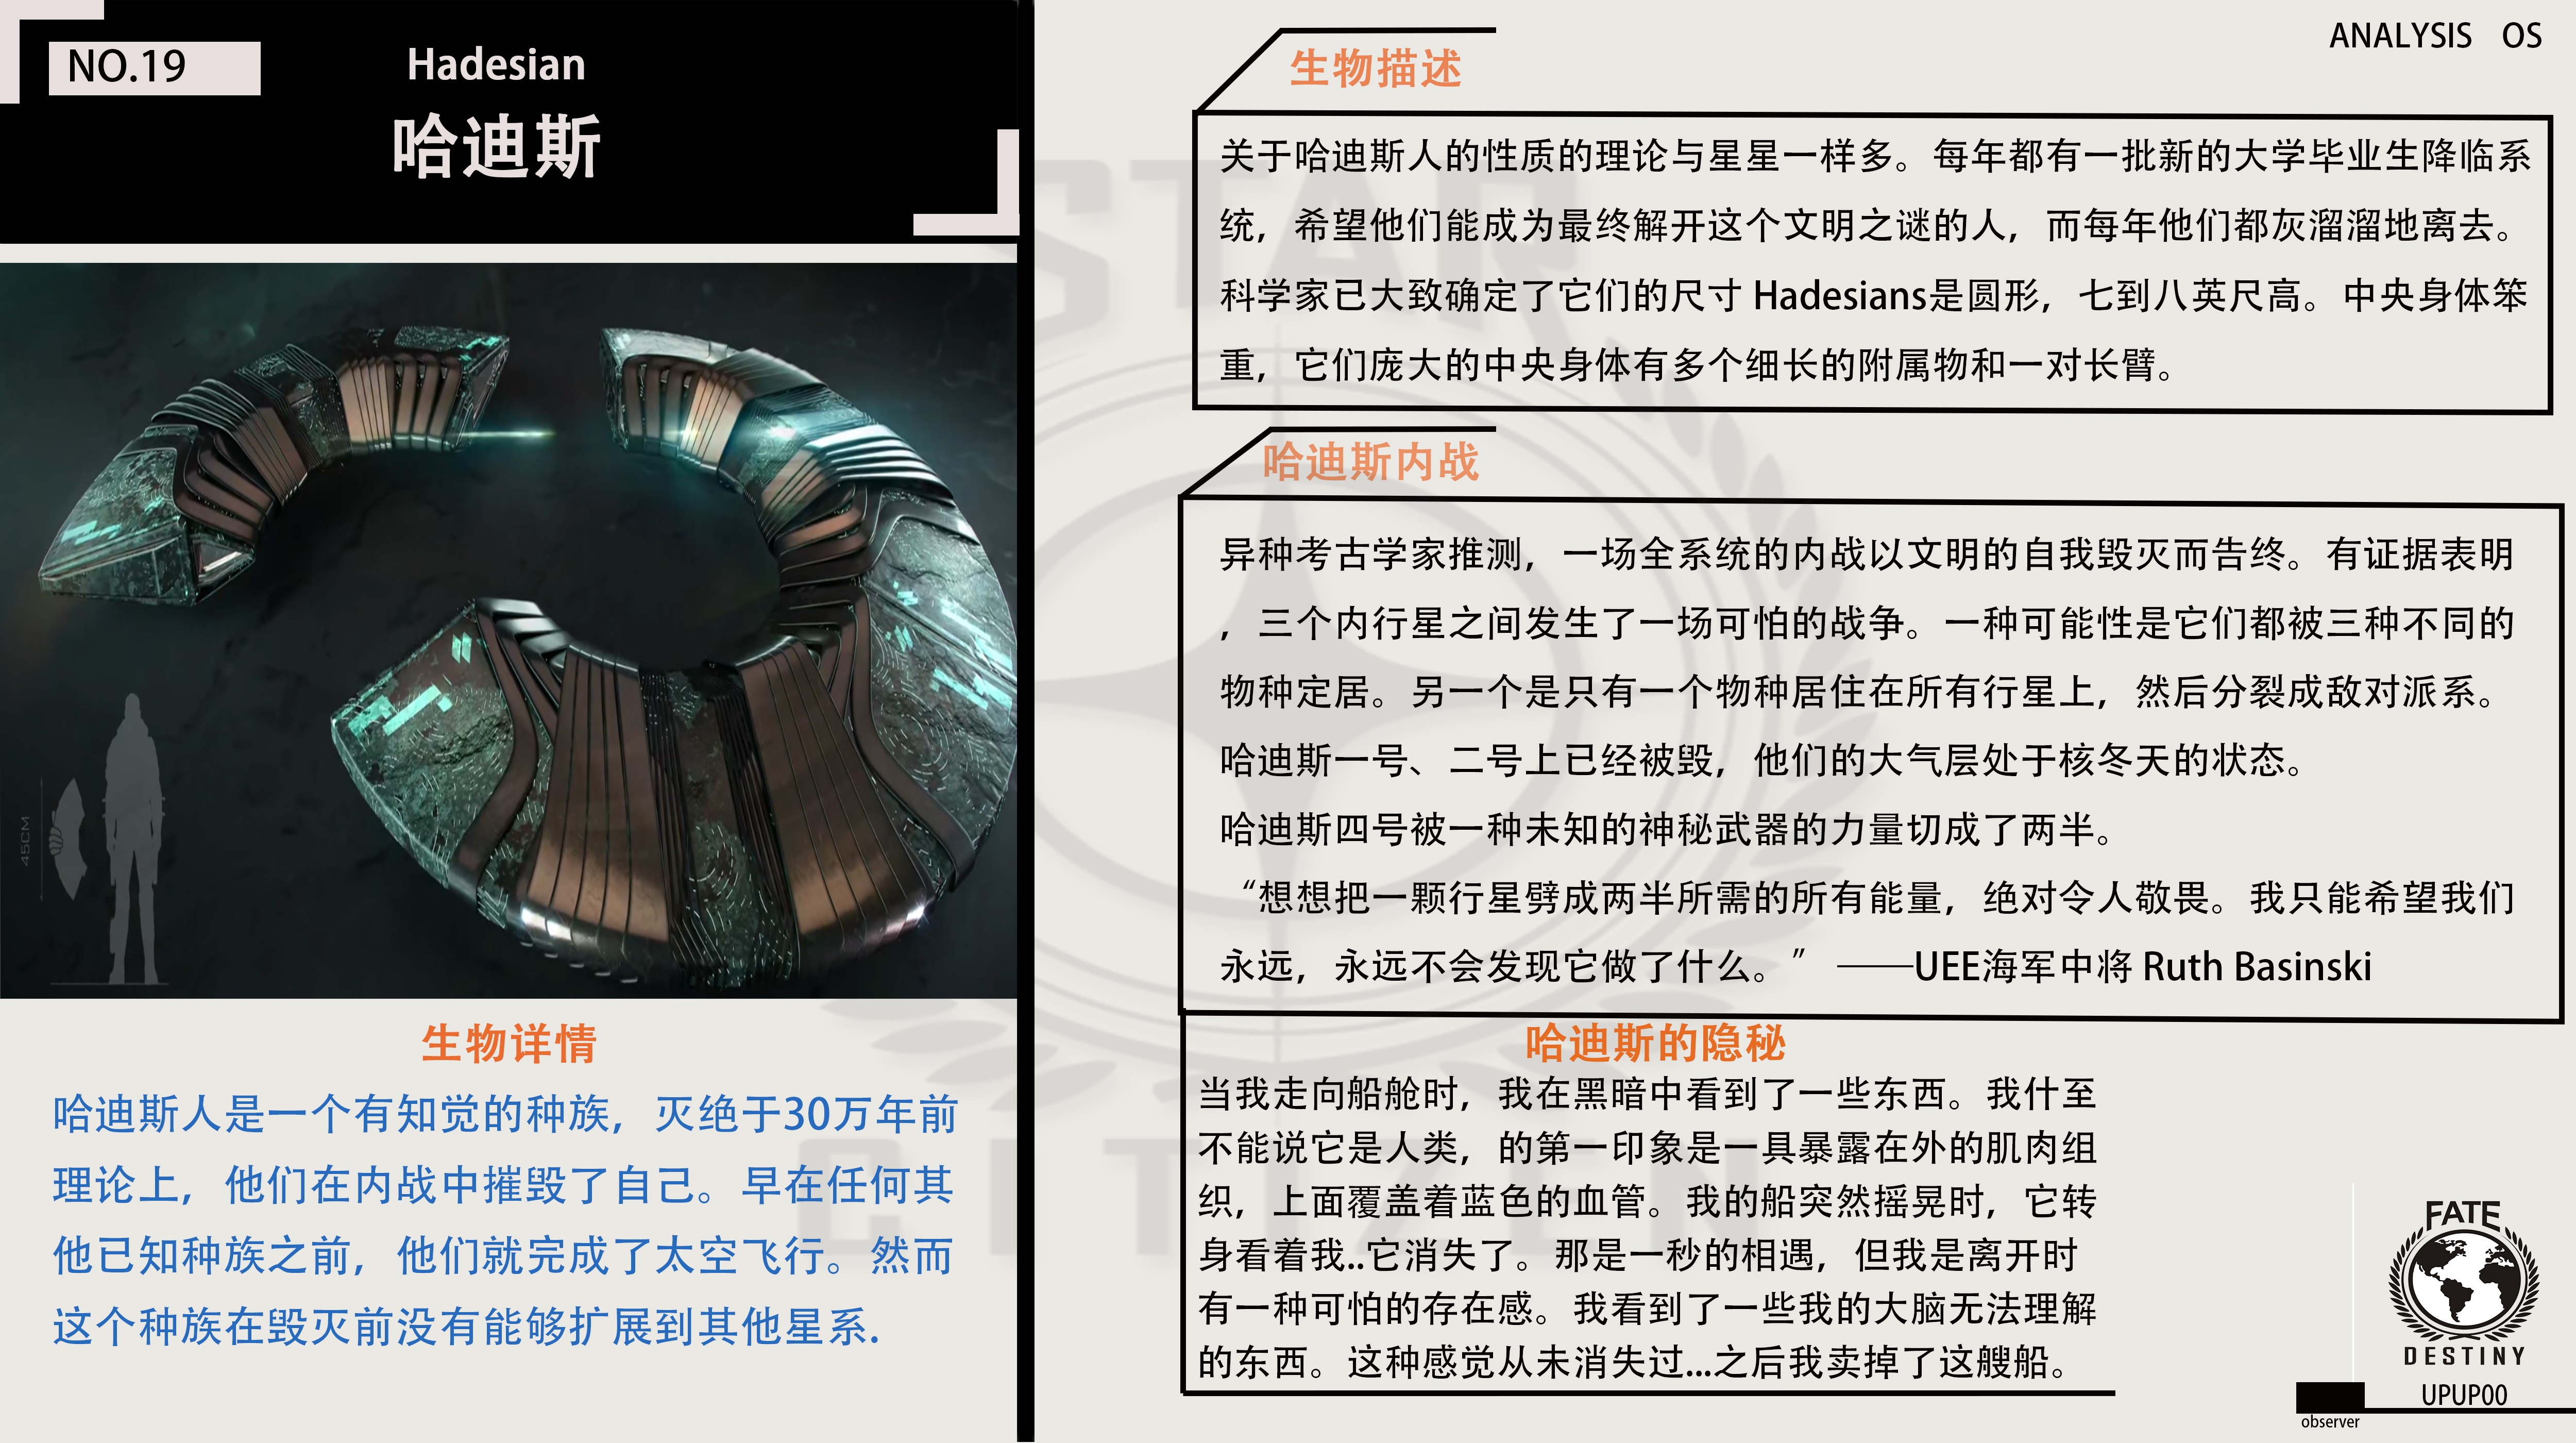 NO.19
Hadesian
哈迪斯
45CM
生物详情
哈迪斯人是一个有知觉的种族，灭绝于30万年前
理论上，他们在内战中摧毁了自己。早在任何其
他已知种族之前，他们就完成了太空飞行。然而
这个种族在毁灭前没有能够扩展到其他星系.
ANALYSIS OS
生物描述
关于哈迪斯人的性质的理论与星星一样多。每年都有一批新的大学毕业生降临系
统，希望他们能成为最终解开这个文明之谜的人，而每年他们都灰溜溜地离去。
科学家已大致确定了它们的尺寸 Hadesians是圆形，七到八英尺高。中央身体笨
重，它们庞大的中央身体有多个细长的附属物和一对长臂。
哈迪斯内战
异种考古学家推测，一场全系统的内战以文明的自我毁灭而告终。有证据表明
，三个内行星之间发生了一场可怕的战争。一种可能性是它们都被三种不同的
物种定居。另一个是只有一个物种居住在所有行星上，然后分裂成敌对派系。
哈迪斯一号、二号上已经被毁，他们的大气层处于核冬天的状态。
哈迪斯四号被一种未知的神秘武器的力量切成了两半。
“想想把一颗行星劈成两半所需的所有能量，绝对令人敬畏。我只能希望我们
永远，永远不会发现它做了什么。” ——UEE海军中将 Ruth Basinski
哈迪斯的隐秘
当我走向船舱时，我在黑暗中看到了一些东西。我什至
不能说它是人类，的第一印象是一具暴露在外的肌肉组
织，上面覆盖着蓝色的血管。我的船突然摇晃时，它转
身看着我..它消失了。那是一秒的相遇，但我是离开时
有一种可怕的存在感。我看到了一些我的大脑无法理解
的东西。这种感觉从未消失过...之后我卖掉了这艘船。
STAR
CITIZEN
FATE
DESTINY
UPUP00
observer